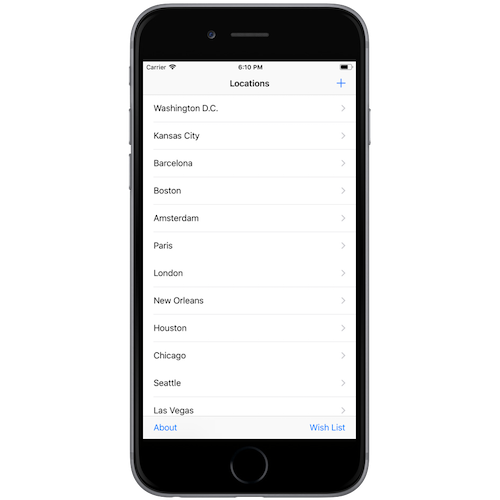 Carrier 6:10 PM
Locations +
Washington D.C.
Kansas City
Barcelona
Boston
Amsterdam
Paris
London
New Orleans
Houston
Chicago
Seattle
Las Vegas
About Wish List